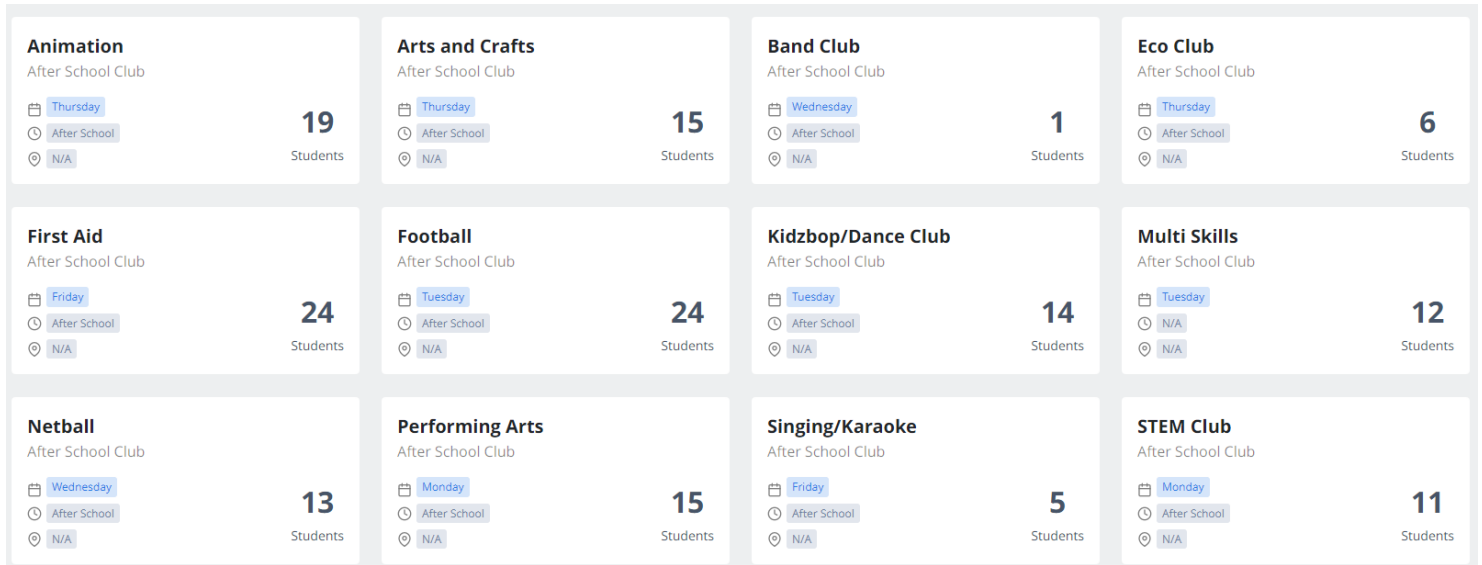 Animation
After School Club
Thursday
After School
N/A
19
Students
Arts and Crafts
After School Club
Thursday
After School
N/A
15
Students
Band Club
After School Club
Wednesday
After School
N/A
1
Students
Eco Club
After School Club
Thursday
After School
N/A
6
Students
First Aid
After School Club
Friday
After School
N/A
24
Students
Football
After School Club
Tuesday
After School
N/A
24
Students
Kidzbop/Dance Club
After School Club
Tuesday
After School
N/A
14
Students
Multi Skills
After School Club
Tuesday
N/A
N/A
12
Students
Netball
After School Club
Wednesday
After School
N/A
13
Students
Performing Arts
After School Club
Monday
After School
N/A
15
Students
Singing/Karaoke
After School Club
Friday
After School
N/A
5
Students
STEM Club
After School Club
Monday
After School
N/A
11
Students